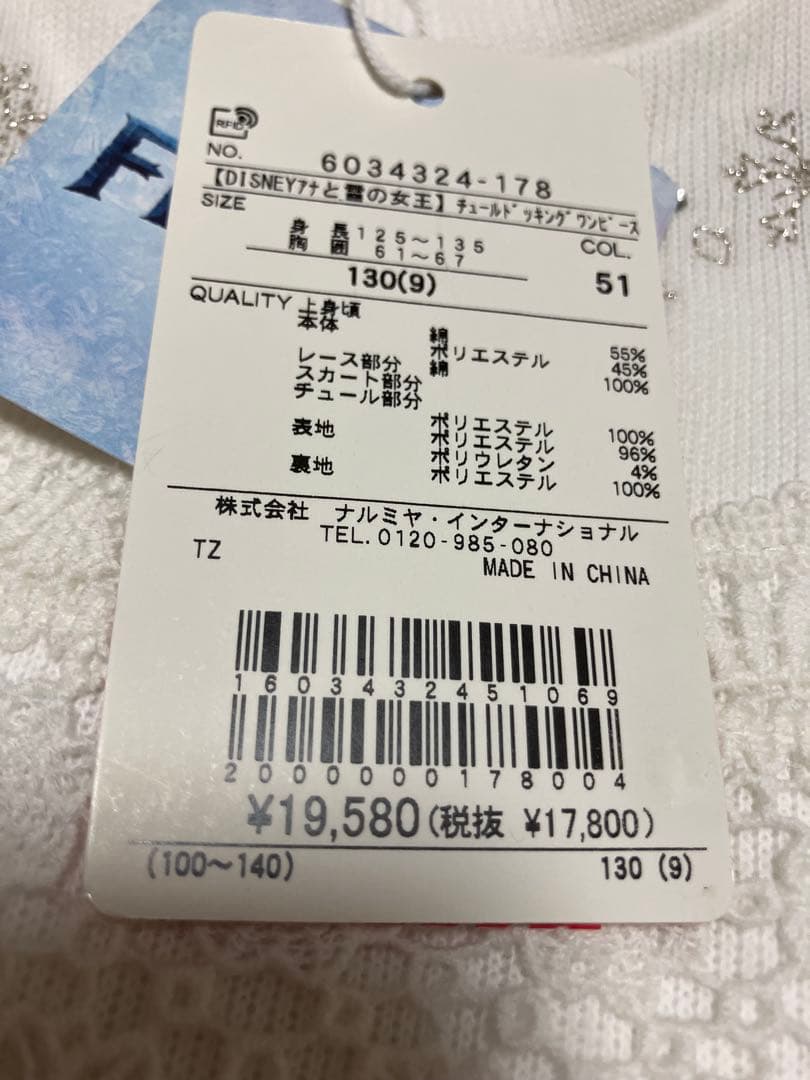 RFID
NO. 6034324-178
【DISNEYｱﾅと雪の女王】ﾁｭｰﾙﾄﾞｯｷﾝｸﾞﾜﾝﾋﾟｰｽ
SIZE 身長 125～135 COL.
胸囲 61～67
130(9) 51
QUALITY 上身頃
本体 綿 55%
ポリエステル 45%
レース部分 綿 100%
スカート部分
チュール部分
ポリエステル 100%
表地 ポリエステル 96%
ポリウレタン 4%
裏地 ポリエステル 100%
株式会社 ナルミヤ・インターナショナル
TEL.0120-985-080
TZ MADE IN CHINA
1603432451069
2000000178004
¥19,580(税抜 ¥17,800)
(100～140) 130 (9)